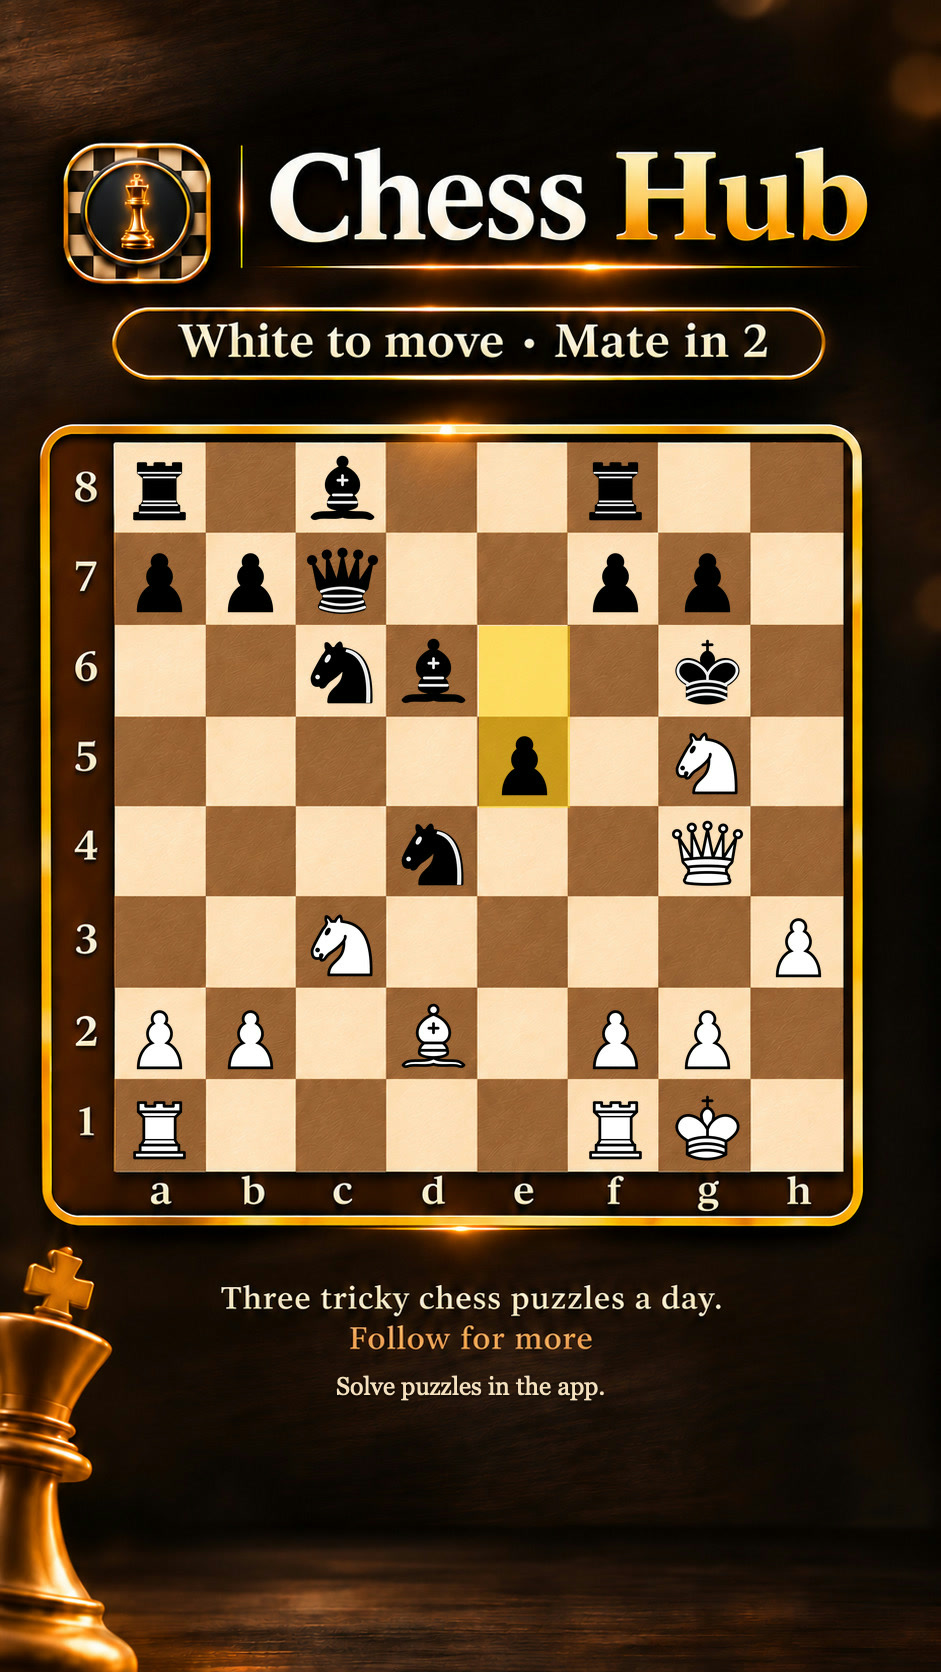 Chess Hub
White to move • Mate in 2
8
7
6
5
4
3
2
1
a b c d e f g h
Three tricky chess puzzles a day.
Follow for more
Solve puzzles in the app.